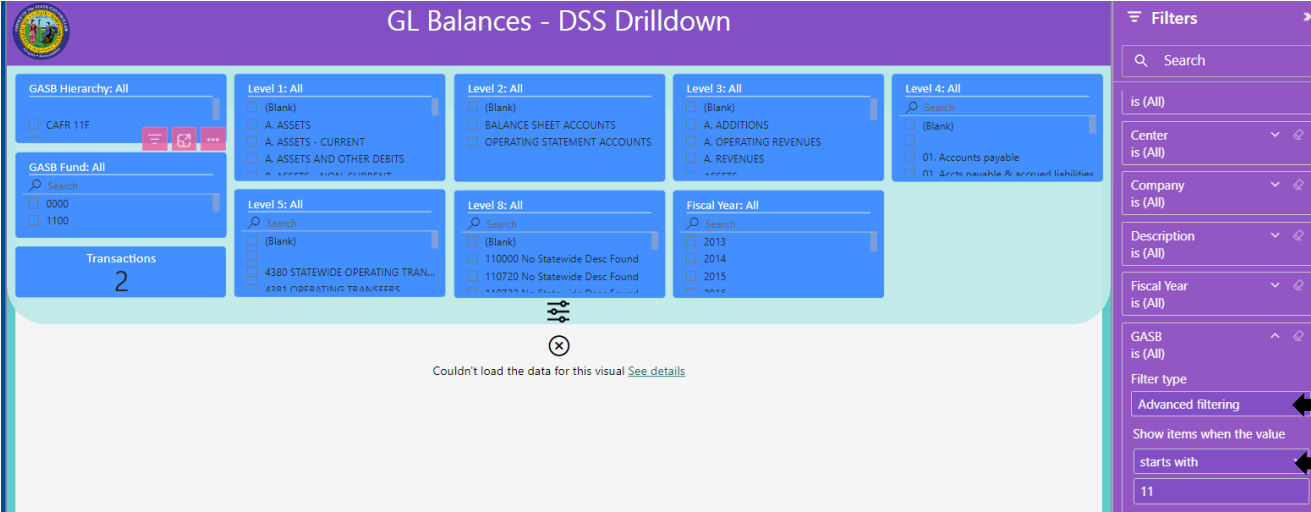 GL Balances - DSS Drilldown
GASB Hierarchy: All
CAFR 11F
GASB Fund: All
Search
0000
1100
Transactions
2
Level 1: All
(Blank)
A. ASSETS
A. ASSETS - CURRENT
A. ASSETS AND OTHER DEBITS
Level 2: All
(Blank)
BALANCE SHEET ACCOUNTS
OPERATING STATEMENT ACCOUNTS
Level 3: All
(Blank)
A. ADDITIONS
A. OPERATING REVENUES
A. REVENUES
ASSETS
Level 4: All
Search
(Blank)
01. Accounts payable
01. Accts payable & accrued liabilities
Level 5: All
Search
(Blank)
4380 STATEWIDE OPERATING TRAN...
4381 OPERATING TRANSFERS
Level 8: All
Search
(Blank)
110000 No Statewide Desc Found
110720 No Statewide Desc Found
Fiscal Year: All
Search
2013
2014
2015
2016
Couldn't load the data for this visual See details
Filters
Search
is (All)
Center
is (All)
Company
is (All)
Description
is (All)
Fiscal Year
is (All)
GASB
is (All)
Filter type
Advanced filtering
Show items when the value
starts with
11